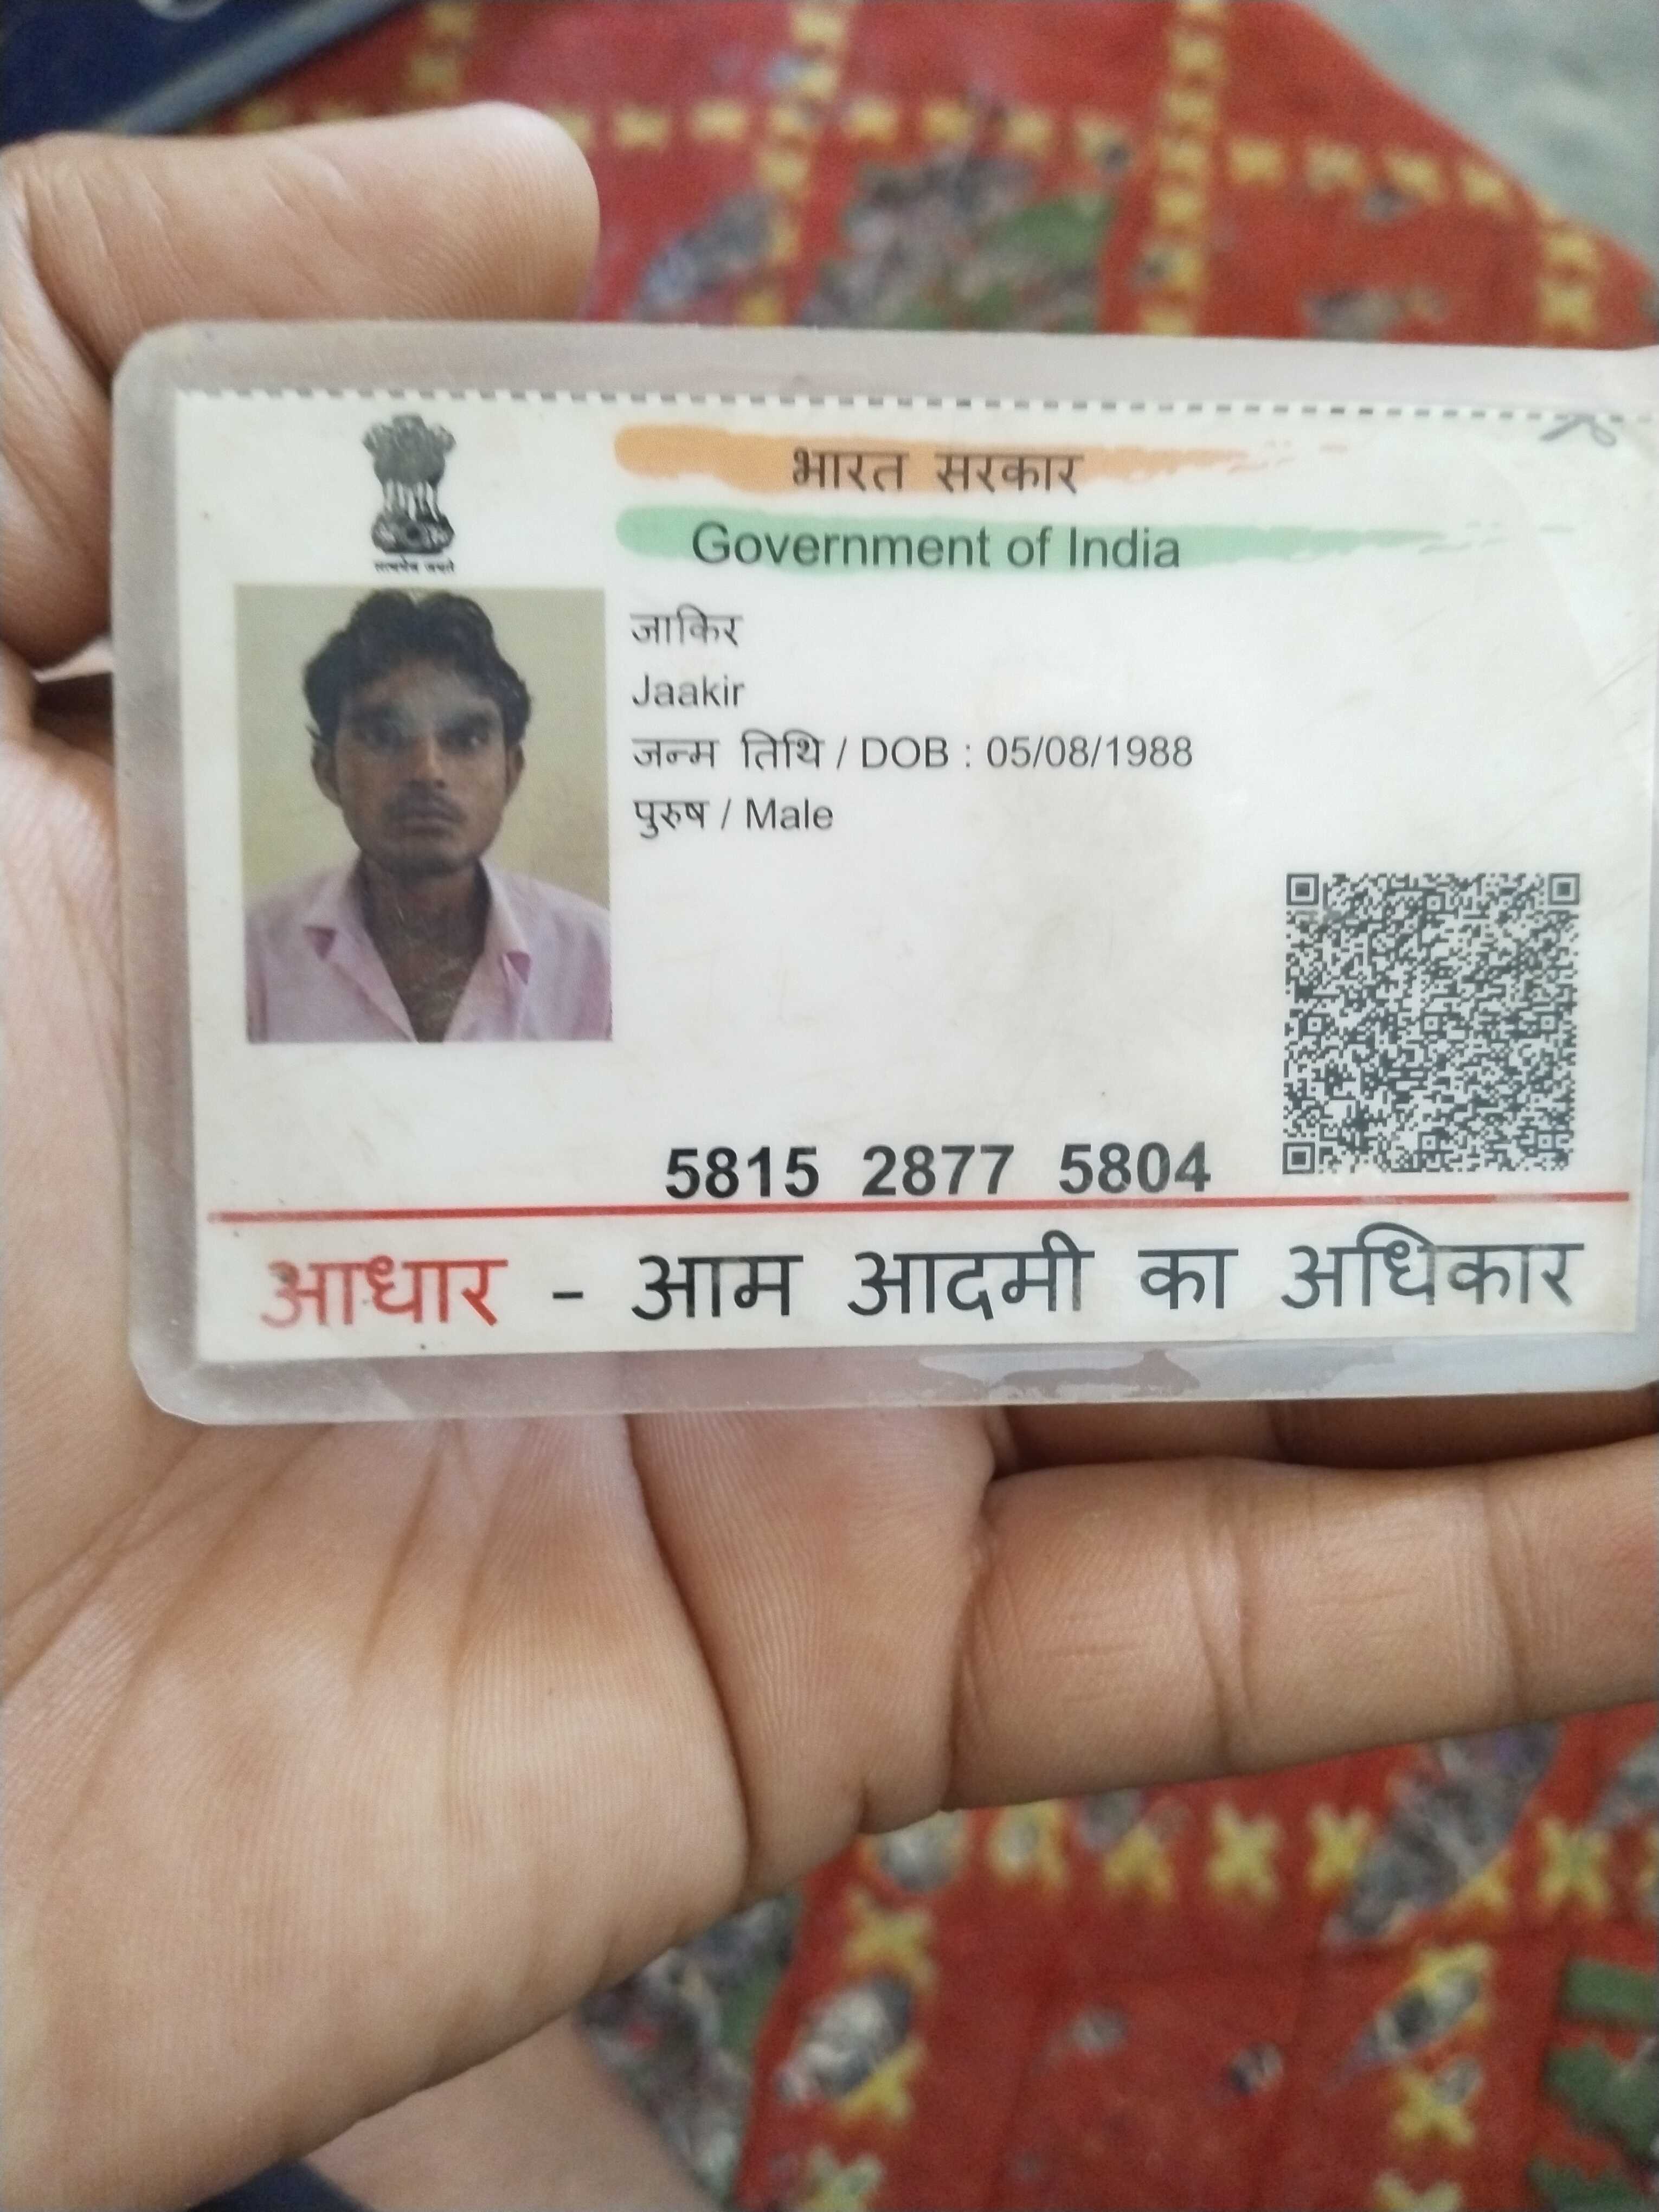 भारत सरकार
Government of India
सत्यमेव जयते
जाकिर
Jaakir
जन्म तिथि / DOB : 05/08/1988
पुरुष / Male
5815 2877 5804
आधार - आम आदमी का अधिकार